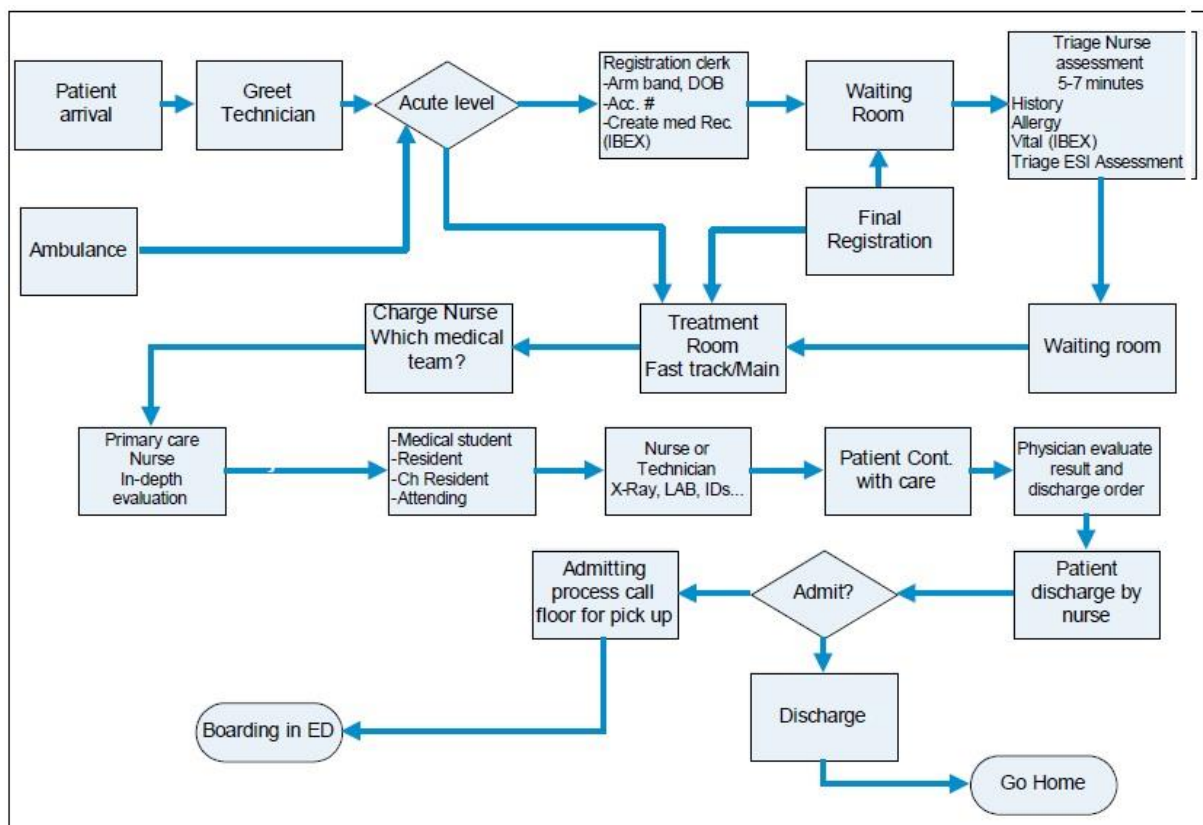 Patient
arrival
Greet
Technician
Acute level
Registration clerk
-Arm band, DOB
-Acc. #
-Create med Rec.
(IBEX)
Waiting
Room
Triage Nurse
assessment
5-7 minutes
History
Allergy
Vital (IBEX)
Triage ESI Assessment
Ambulance
Final
Registration
Charge Nurse
Which medical
team?
Treatment
Room
Fast track/Main
Waiting room
Primary care
Nurse
In-depth
evaluation
-Medical student
-Resident
-Ch Resident
-Attending
Nurse or
Technician
X-Ray, LAB, IDs...
Patient Cont.
with care
Physician evaluate
result and
discharge order
Admitting
process call
floor for pick up
Admit?
Patient
discharge by
nurse
Boarding in ED
Discharge
Go Home